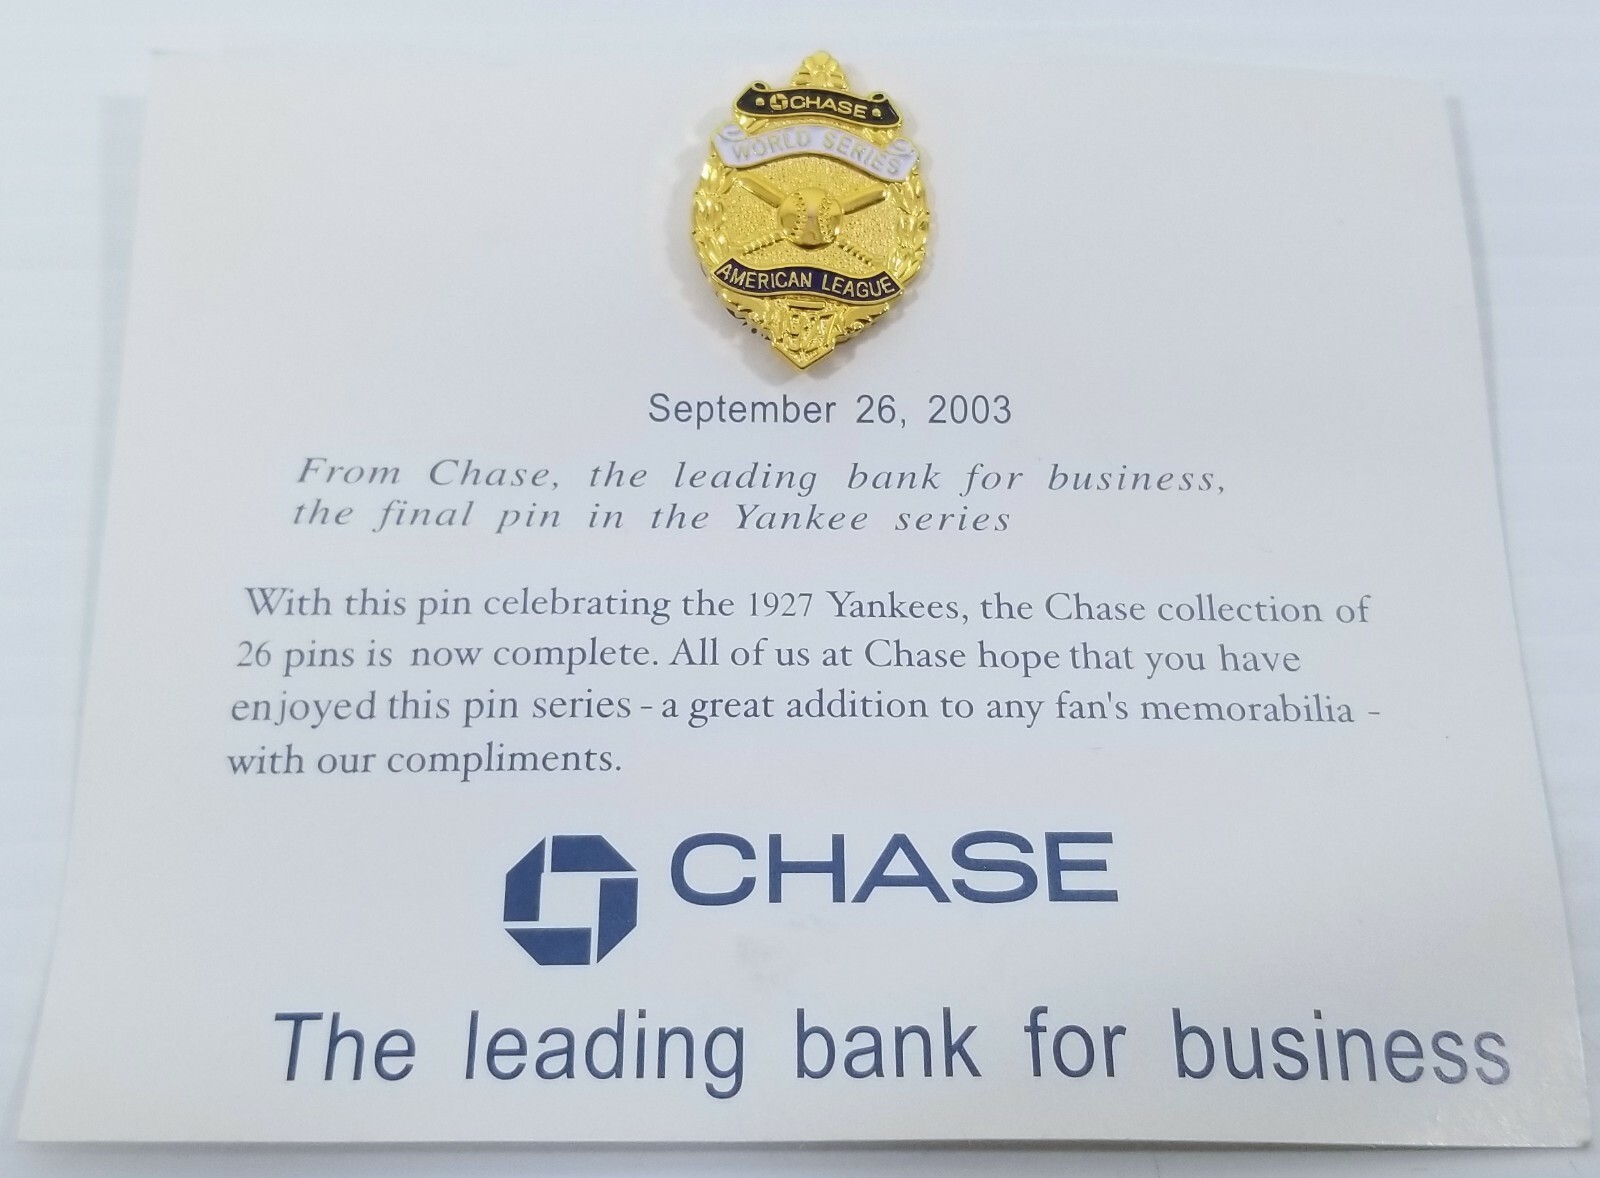 CHASE
WORLD SERIES
AMERICAN LEAGUE
1927
September 26, 2003
From Chase, the leading bank for business,
the final pin in the Yankee series
With this pin celebrating the 1927 Yankees, the Chase collection of
26 pins is now complete. All of us at Chase hope that you have
enjoyed this pin series - a great addition to any fan's memorabilia -
with our compliments.
CHASE
The leading bank for business